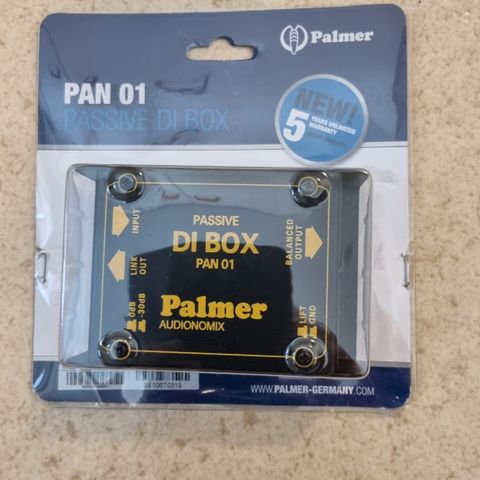 Palmer
PAN 01
PASSIVE DI BOX
NEW!
5 YEARS UNLIMITED
WARRANTY
INPUT
LINK
OUT
0dB
-30dB
PASSIVE
DI BOX
PAN 01
Palmer
AUDIONOMIX
BALANCED
OUTPUT
LIFT
GND
WWW.PALMER-GERMANY.COM